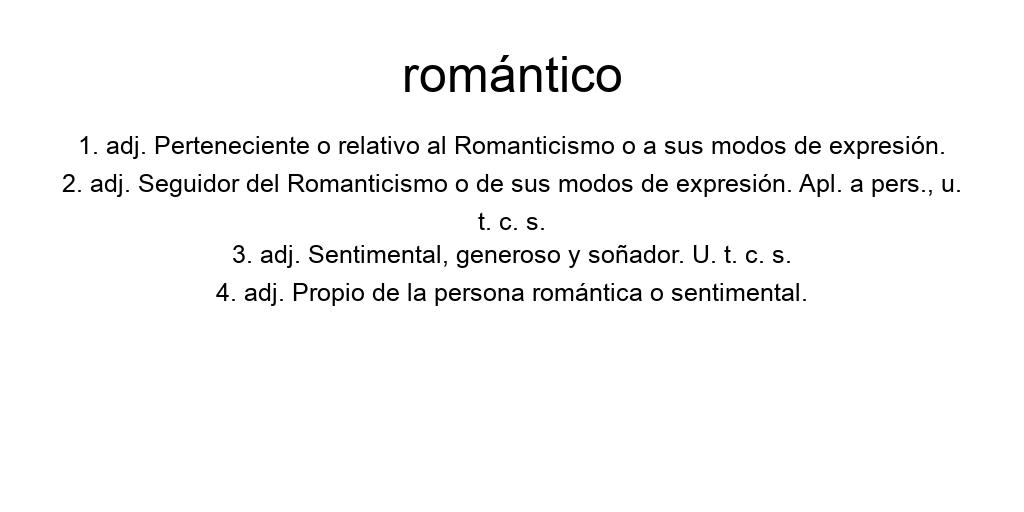 romántico
1. adj. Perteneciente o relativo al Romanticismo o a sus modos de expresión.
2. adj. Seguidor del Romanticismo o de sus modos de expresión. Apl. a pers., u.
t. c. s.
3. adj. Sentimental, generoso y soñador. U. t. c. s.
4. adj. Propio de la persona romántica o sentimental.